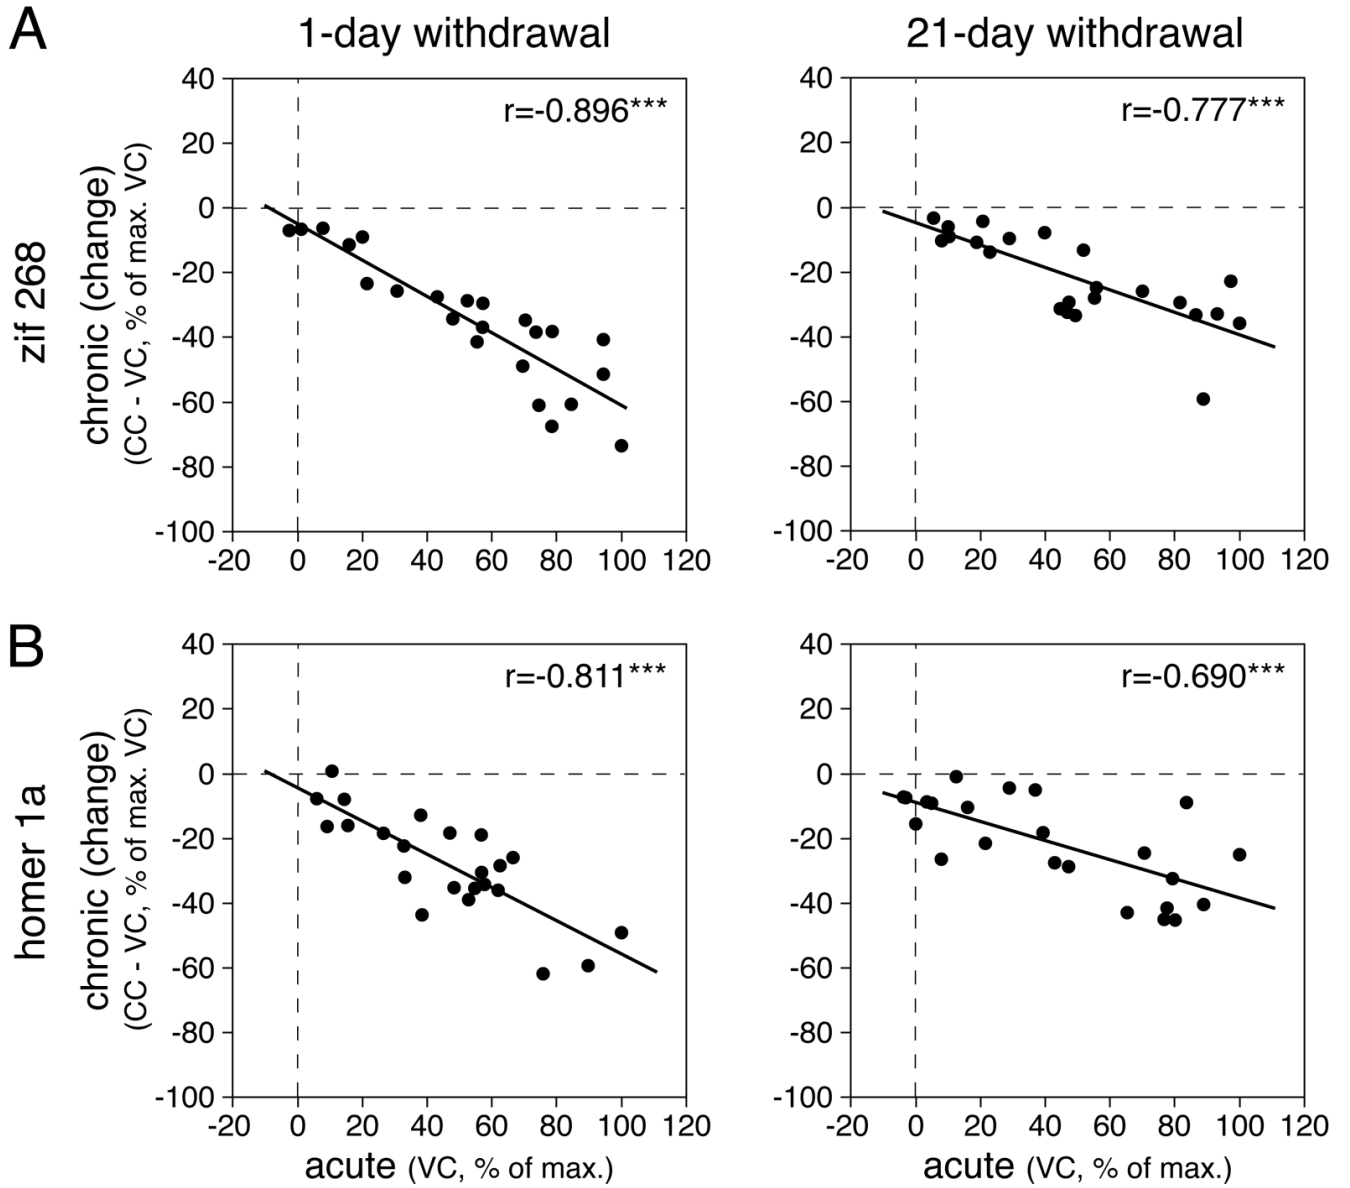 A
1-day withdrawal
21-day withdrawal
zif 268
chronic (change)
(CC - VC, % of max. VC)
40
20
0
-20
-40
-60
-80
-100
r=-0.896***
-20 0 20 40 60 80 100 120
40
20
0
-20
-40
-60
-80
-100
r=-0.777***
-20 0 20 40 60 80 100 120
B
homer 1a
chronic (change)
(CC - VC, % of max. VC)
40
20
0
-20
-40
-60
-80
-100
r=-0.811***
-20 0 20 40 60 80 100 120
acute (VC, % of max.)
40
20
0
-20
-40
-60
-80
-100
r=-0.690***
-20 0 20 40 60 80 100 120
acute (VC, % of max.)